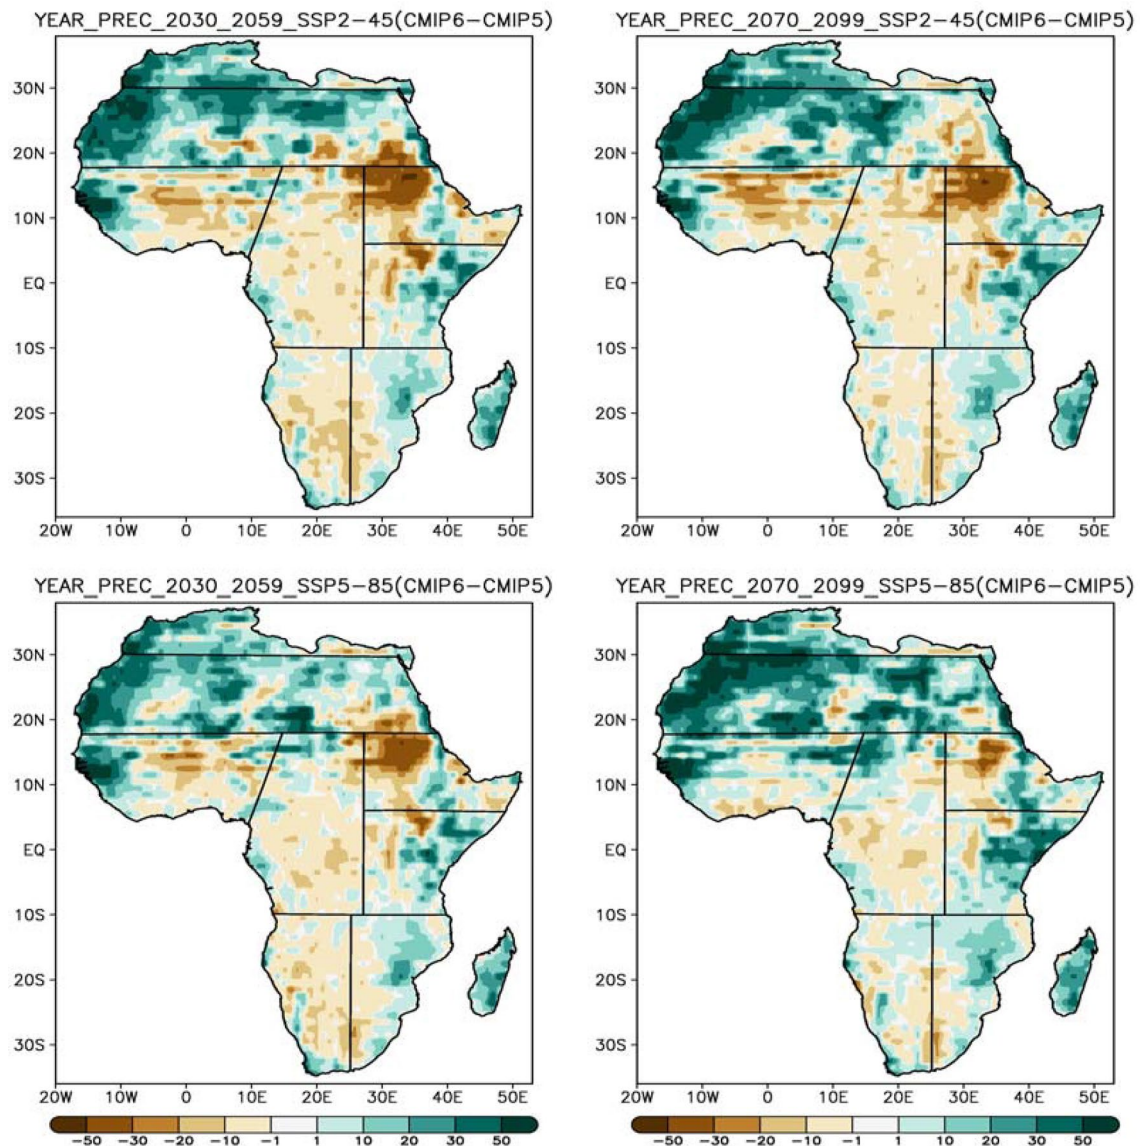 YEAR_PREC_2030_2059_SSP2-45(CMIP6-CMIP5)
YEAR_PREC_2070_2099_SSP2-45(CMIP6-CMIP5)
30N
20N
10N
EQ
10S
20S
30S
20W 10W 0 10E 20E 30E 40E 50E
30N
20N
10N
EQ
10S
20S
30S
20W 10W 0 10E 20E 30E 40E 50E
YEAR_PREC_2030_2059_SSP5-85(CMIP6-CMIP5)
YEAR_PREC_2070_2099_SSP5-85(CMIP6-CMIP5)
30N
20N
10N
EQ
10S
20S
30S
20W 10W 0 10E 20E 30E 40E 50E
30N
20N
10N
EQ
10S
20S
30S
20W 10W 0 10E 20E 30E 40E 50E
-50 -30 -20 -10 -1 1 10 20 30 50
-50 -30 -20 -10 -1 1 10 20 30 50